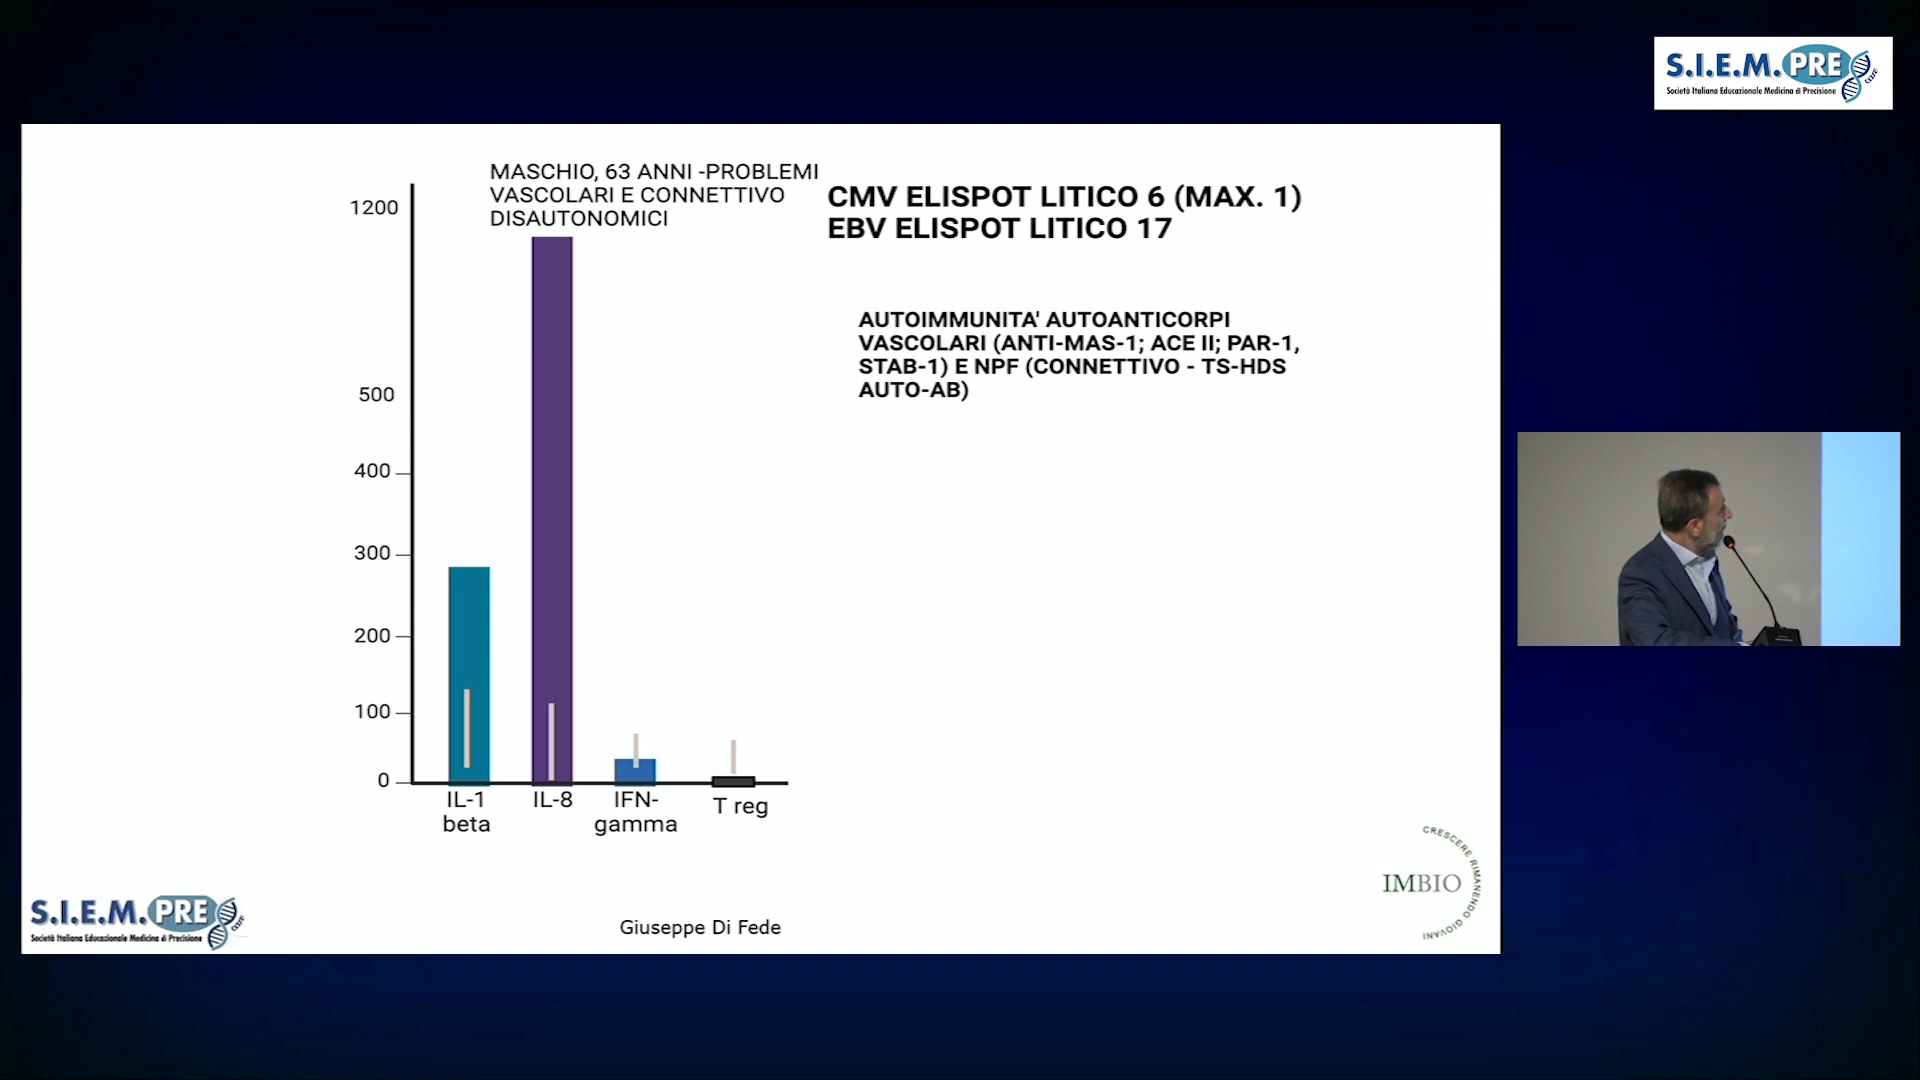 S.I.E.M.PRE
care
Società Italiana Educazionale Medicina di Precisione
MASCHIO, 63 ANNI -PROBLEMI
VASCOLARI E CONNETTIVO
DISAUTONOMICI
CMV ELISPOT LITICO 6 (MAX. 1)
EBV ELISPOT LITICO 17
AUTOIMMUNITA' AUTOANTICORPI
VASCOLARI (ANTI-MAS-1; ACE II; PAR-1,
STAB-1) E NPF (CONNETTIVO - TS-HDS
AUTO-AB)
1200
500
400
300
200
100
0
IL-1
beta
IL-8
IFN-
gamma
T reg
CRESCERE RIMANENDO GIOVANI
IMBIO
S.I.E.M.PRE
care
Società Italiana Educazionale Medicina di Precisione
Giuseppe Di Fede